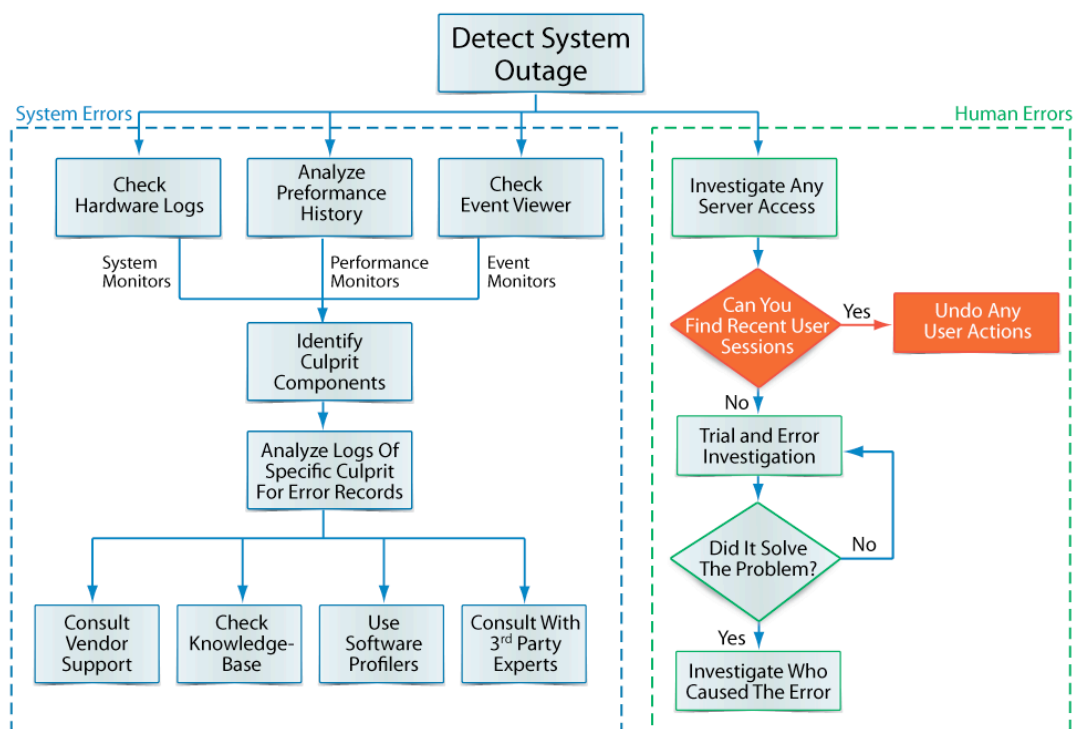 Detect System
Outage
System Errors
Human Errors
Check
Hardware Logs
Analyze
Preformance
History
Check
Event Viewer
Investigate Any
Server Access
System
Monitors
Performance
Monitors
Event
Monitors
Can You
Find Recent User
Sessions
Yes
Undo Any
User Actions
Identify
Culprit
Components
No
Analyze Logs Of
Specific Culprit
For Error Records
Trial and Error
Investigation
Did It Solve
The Problem?
No
Consult
Vendor
Support
Check
Knowledge-
Base
Use
Software
Profilers
Consult With
3rd Party
Experts
Yes
Investigate Who
Caused The Error